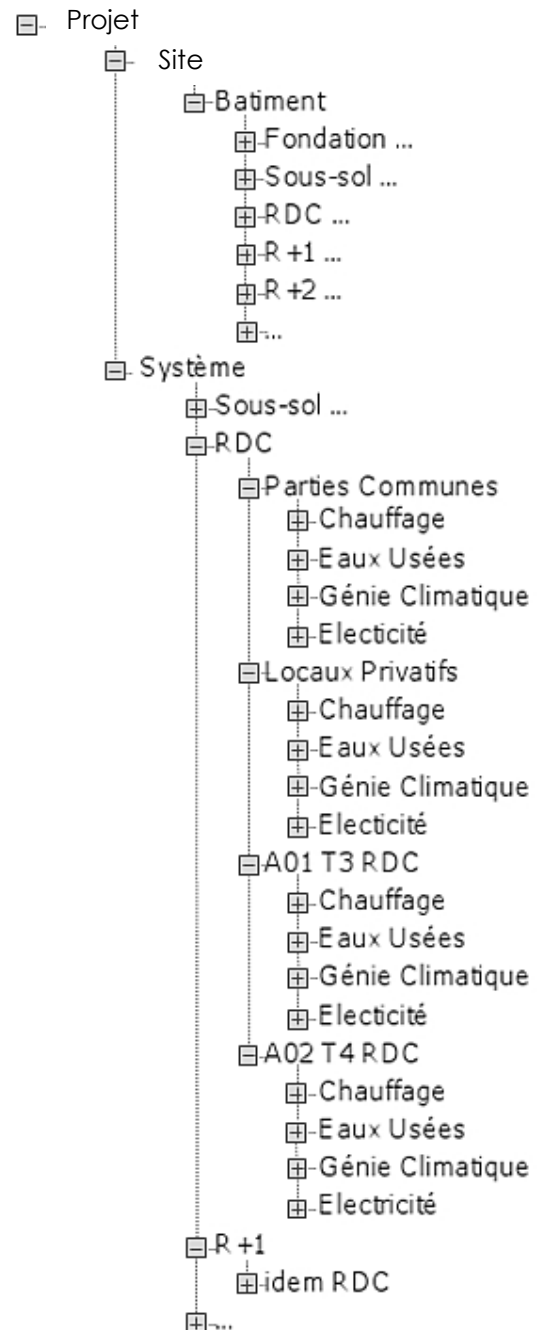 Projet
Site
Batiment
Fondation ...
Sous-sol ...
RDC ...
R +1 ...
R +2 ...
...
Système
Sous-sol ...
RDC
Parties Communes
Chauffage
Eaux Usées
Génie Climatique
Electicité
Locaux Privatifs
Chauffage
Eaux Usées
Génie Climatique
Electicité
A01 T3 RDC
Chauffage
Eaux Usées
Génie Climatique
Electicité
A02 T4 RDC
Chauffage
Eaux Usées
Génie Climatique
Electricité
R +1
idem RDC
...